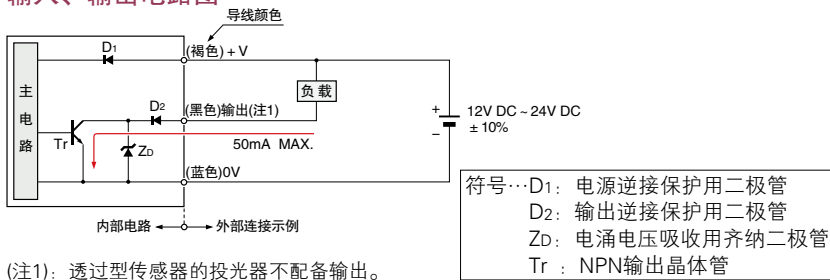 输入、输出电路图
导线颜色
D1
(褐色)+V
主电路
负载
D2
(黑色)输出(注1)
+
12V DC ~ 24V DC
−
± 10%
Tr
ZD
50mA MAX.
(蓝色)0V
内部电路
外部连接示例
符号…D1：电源逆接保护用二极管
D2：输出逆接保护用二极管
ZD：电涌电压吸收用齐纳二极管
Tr ：NPN输出晶体管
(注1)：透过型传感器的投光器不配备输出。